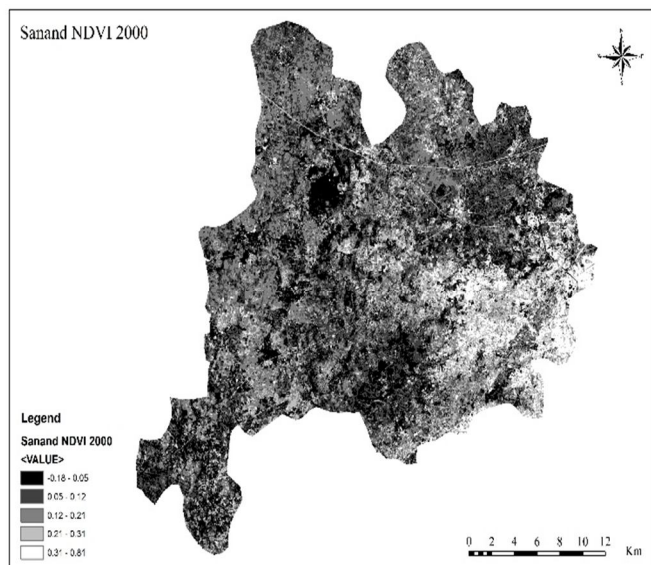 Sanand NDVI 2000
Legend
Sanand NDVI 2000
<VALUE>
-0.18 - 0.05
0.05 - 0.12
0.12 - 0.21
0.21 - 0.31
0.31 - 0.81
0 2 4 6 8 10 12
Km